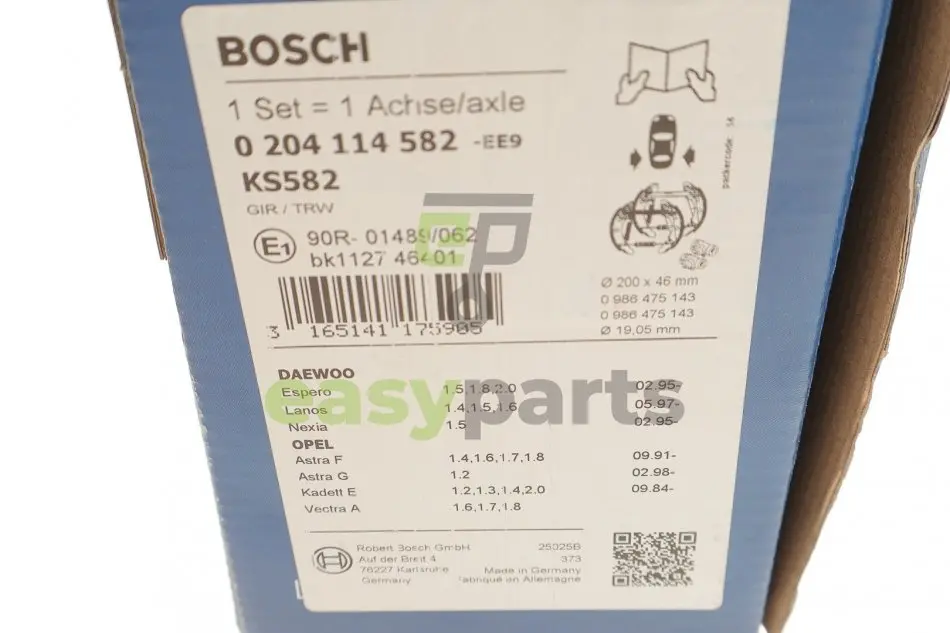 BOSCH
1 Set = 1 Achse/axle
0 204 114 582 -EE9
KS582
GIR / TRW
E1 90R- 01489/062
bk1127 46401
3 165141 175905
packercode: 14
Ø 200 x 46 mm
0 986 475 143
0 986 475 143
Ø 19,05 mm
EP
easyparts
DAEWOO
Espero 1.5,1.8,2.0 02.95-
Lanos 1.4,1.5,1.6 05.97-
Nexia 1.5 02.95-
OPEL
Astra F 1.4,1.6,1.7,1.8 09.91-
Astra G 1.2 02.98-
Kadett E 1.2,1.3,1.4,2.0 09.84-
Vectra A 1.6,1.7,1.8
Robert Bosch GmbH 25025B
Auf der Breit 4 373
76227 Karlsruhe Made in Germany
Germany Fabriqué en Allemagne